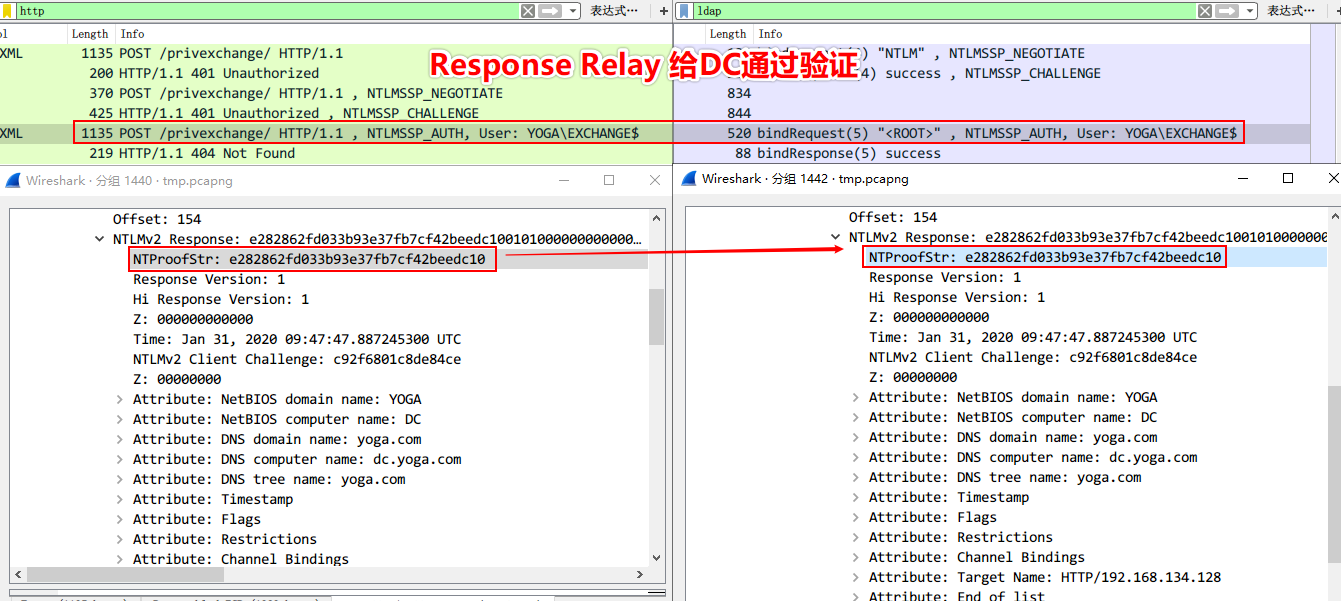 http
表达式…
+
ldap
表达式…
Length Info
Length Info
XML 1135 POST /privexchange/ HTTP/1.1
200 HTTP/1.1 401 Unauthorized
370 POST /privexchange/ HTTP/1.1 , NTLMSSP_NEGOTIATE
425 HTTP/1.1 401 Unauthorized , NTLMSSP_CHALLENGE
XML 1135 POST /privexchange/ HTTP/1.1 , NTLMSSP_AUTH, User: YOGA\EXCHANGE$
219 HTTP/1.1 404 Not Found
Response Relay 给DC通过验证
"NTLM" , NTLMSSP_NEGOTIATE
success , NTLMSSP_CHALLENGE
834
844
520 bindRequest(5) "<ROOT>" , NTLMSSP_AUTH, User: YOGA\EXCHANGE$
88 bindResponse(5) success
Wireshark · 分组 1440 · tmp.pcapng
Offset: 154
NTLMv2 Response: e282862fd033b93e37fb7cf42beedc100101000000000000…
NTProofStr: e282862fd033b93e37fb7cf42beedc10
Response Version: 1
Hi Response Version: 1
Z: 000000000000
Time: Jan 31, 2020 09:47:47.887245300 UTC
NTLMv2 Client Challenge: c92f6801c8de84ce
Z: 00000000
Attribute: NetBIOS domain name: YOGA
Attribute: NetBIOS computer name: DC
Attribute: DNS domain name: yoga.com
Attribute: DNS computer name: dc.yoga.com
Attribute: DNS tree name: yoga.com
Attribute: Timestamp
Attribute: Flags
Attribute: Restrictions
Attribute: Channel Bindings
Wireshark · 分组 1442 · tmp.pcapng
Offset: 154
NTLMv2 Response: e282862fd033b93e37fb7cf42beedc1001010000000
NTProofStr: e282862fd033b93e37fb7cf42beedc10
Response Version: 1
Hi Response Version: 1
Z: 000000000000
Time: Jan 31, 2020 09:47:47.887245300 UTC
NTLMv2 Client Challenge: c92f6801c8de84ce
Z: 00000000
Attribute: NetBIOS domain name: YOGA
Attribute: NetBIOS computer name: DC
Attribute: DNS domain name: yoga.com
Attribute: DNS computer name: dc.yoga.com
Attribute: DNS tree name: yoga.com
Attribute: Timestamp
Attribute: Flags
Attribute: Restrictions
Attribute: Channel Bindings
Attribute: Target Name: HTTP/192.168.134.128
Attribute: End of list